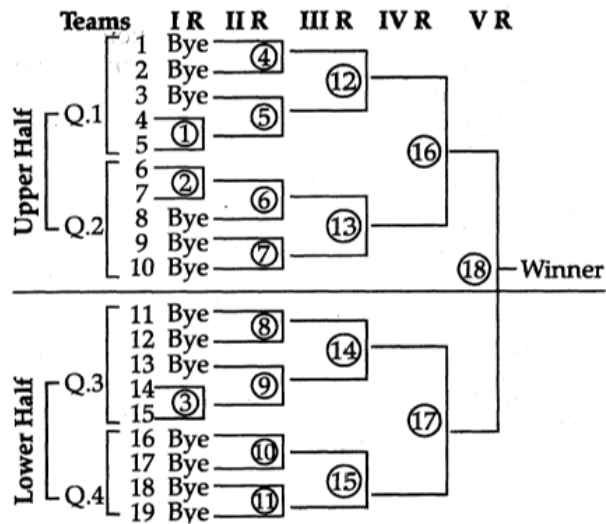 Teams I R II R III R IV R V R
1 Bye
④
2 Bye
⑫
3 Bye
⑤
4
①
5
Q.1
⑯
6
②
7
⑥
8 Bye
⑬
9 Bye
⑦
10 Bye
Q.2
Upper Half
⑱ Winner
11 Bye
⑧
12 Bye
⑭
13 Bye
⑨
14
③
15
Q.3
⑰
16 Bye
⑩
17 Bye
⑮
18 Bye
⑪
19 Bye
Q.4
Lower Half